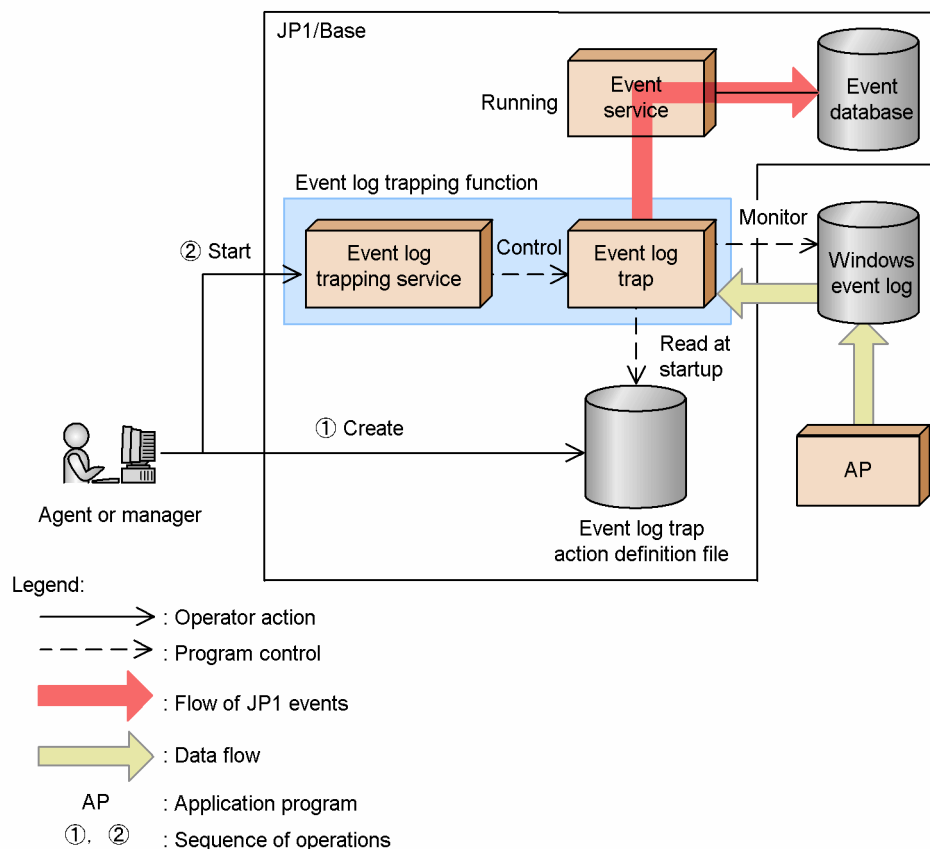 JP1/Base
Event
service
Running
Event
database
Event log trapping function
Monitor
② Start
Event log
trapping service
Control
Event log
trap
Windows
event log
Read at
startup
① Create
AP
Agent or manager
Event log trap
action definition file
Legend:
: Operator action
: Program control
: Flow of JP1 events
: Data flow
AP : Application program
①, ② : Sequence of operations